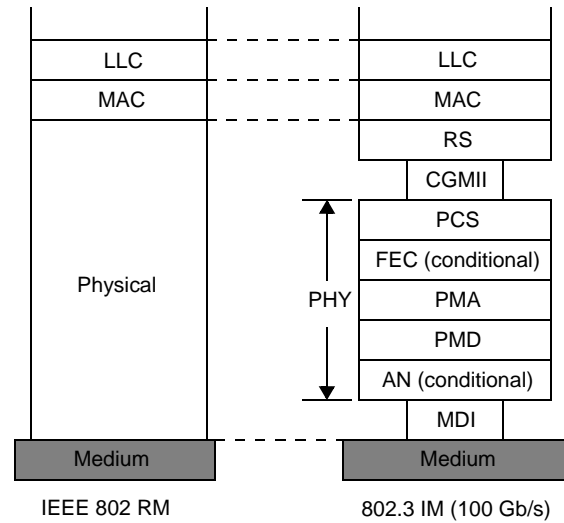 LLC
LLC
MAC
MAC
RS
CGMII
PCS
FEC (conditional)
Physical
PHY
PMA
PMD
AN (conditional)
MDI
Medium
Medium
IEEE 802 RM
802.3 IM (100 Gb/s)